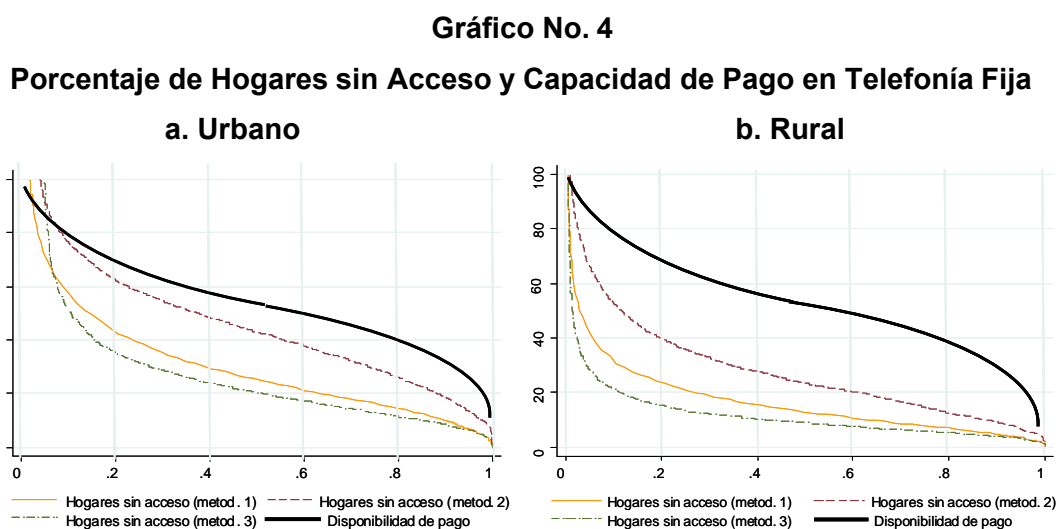 Gráfico No. 4
Porcentaje de Hogares sin Acceso y Capacidad de Pago en Telefonía Fija
a. Urbano
b. Rural
0 .2 .4 .6 .8 1
Hogares sin acceso (metod. 1) Hogares sin acceso (metod. 2)
Hogares sin acceso (metod. 3) Disponibilidad de pago
100
80
60
40
20
0
0 .2 .4 .6 .8 1
Hogares sin acceso (metod. 1) Hogares sin acceso (metod. 2)
Hogares sin acceso (metod. 3) Disponibilidad de pago